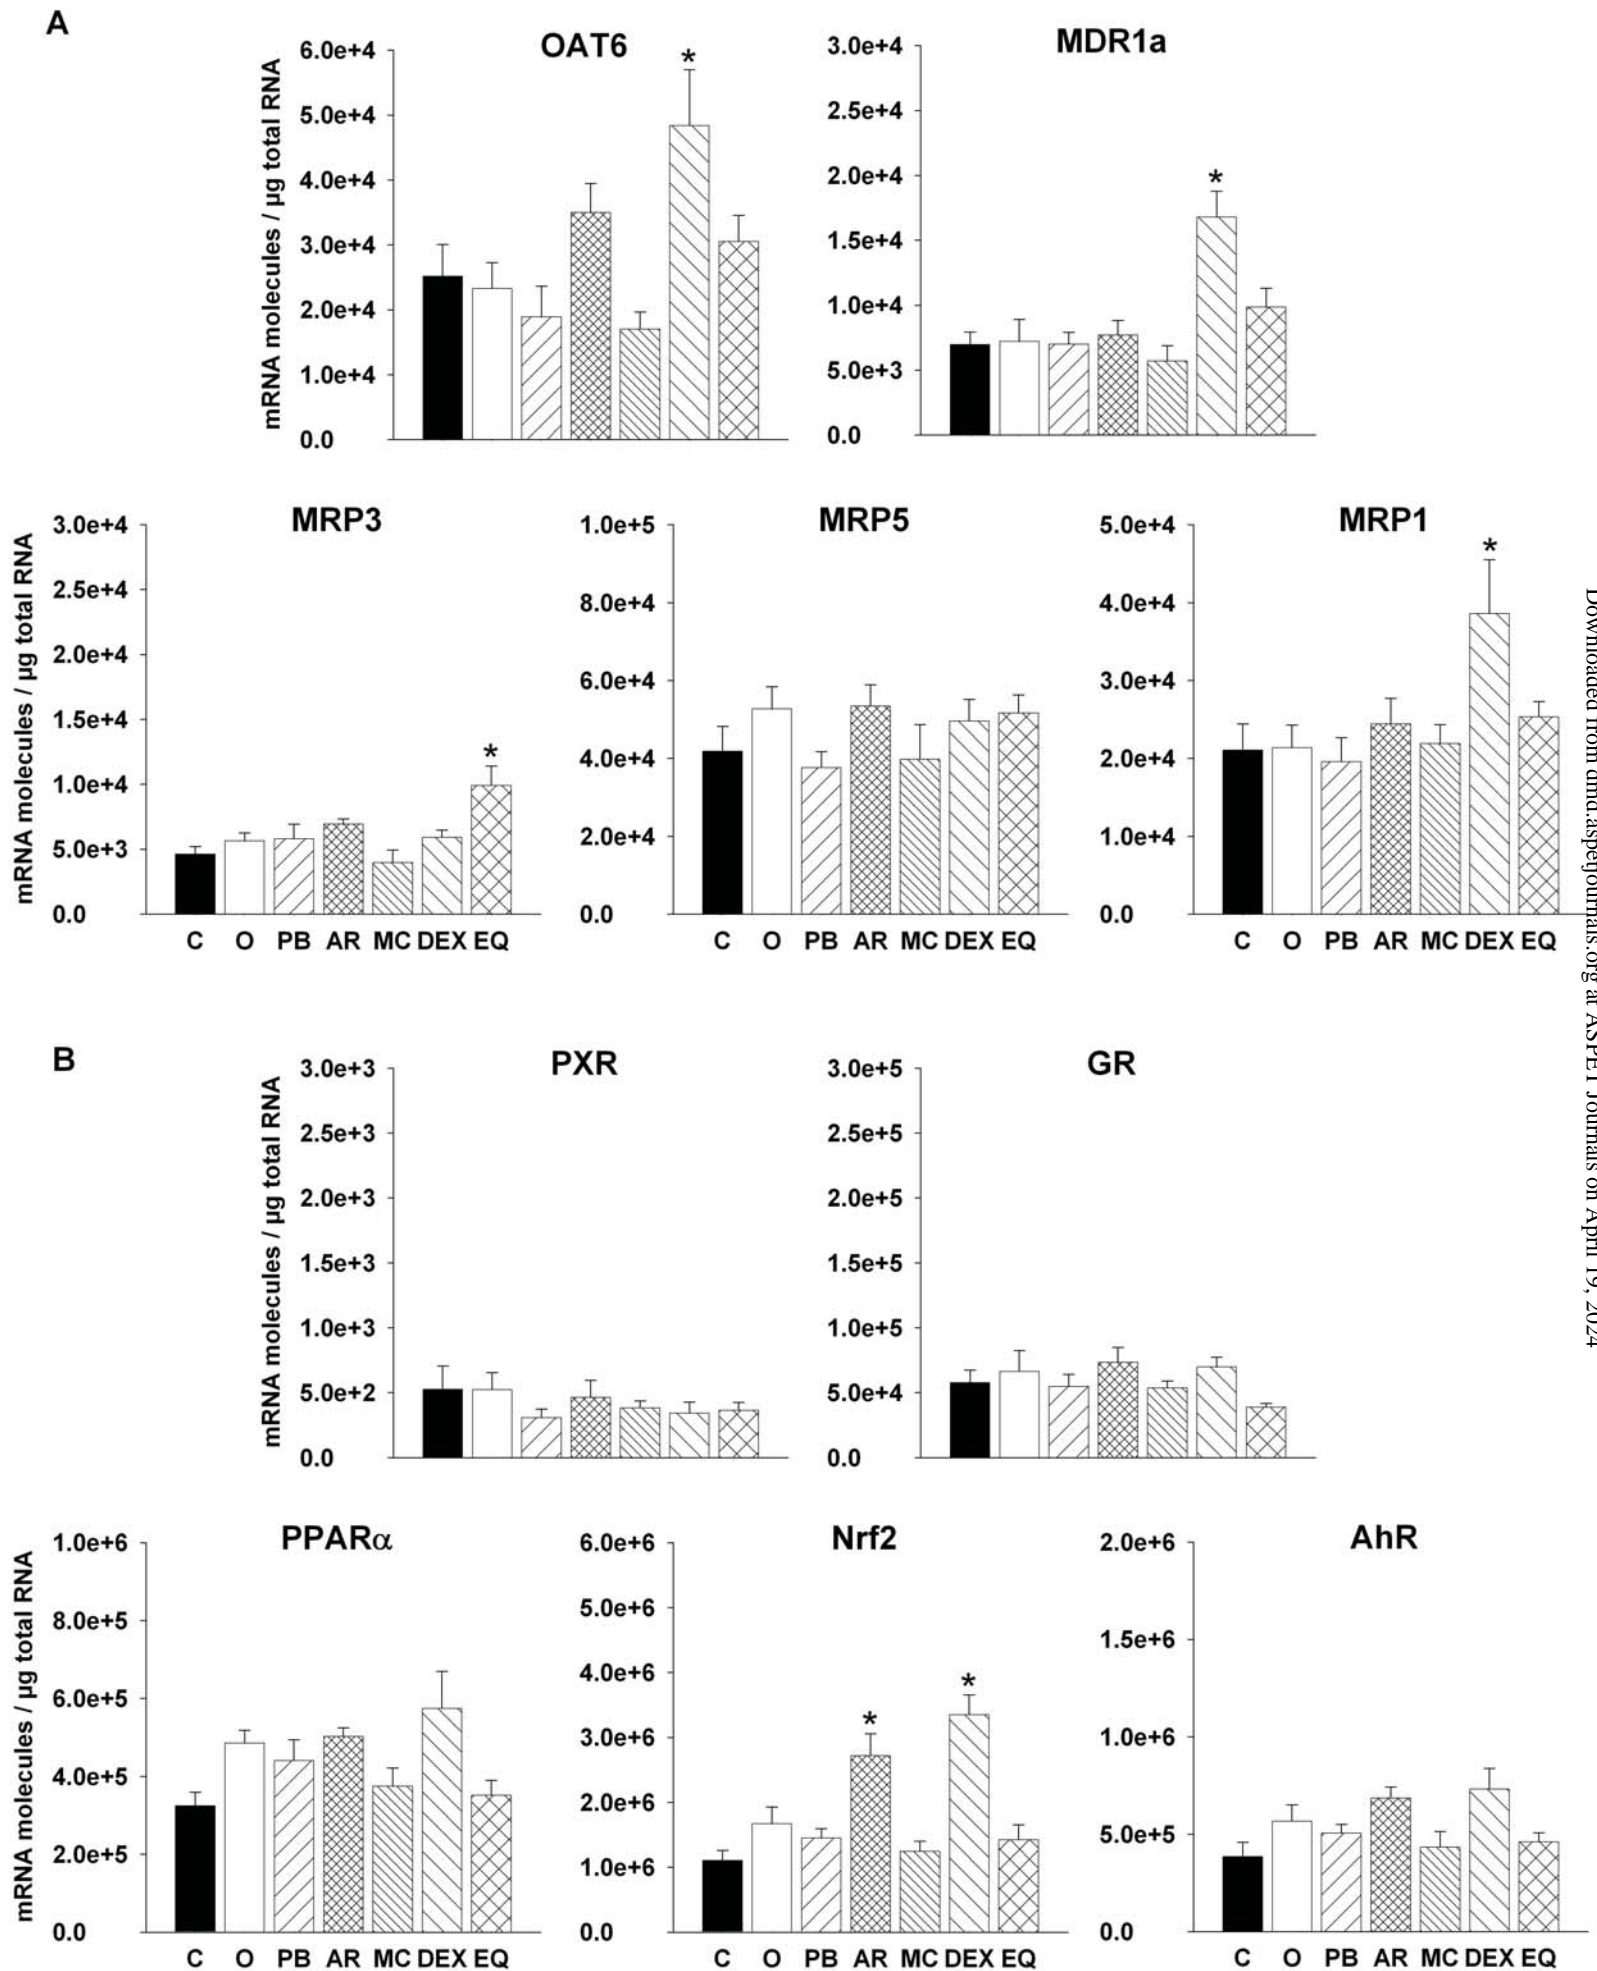 A
OAT6
MDR1a
mRNA molecules / µg total RNA
6.0e+4
5.0e+4
4.0e+4
3.0e+4
2.0e+4
1.0e+4
0.0
*
3.0e+4
2.5e+4
2.0e+4
1.5e+4
1.0e+4
5.0e+3
0.0
*
MRP3
MRP5
MRP1
mRNA molecules / µg total RNA
3.0e+4
2.5e+4
2.0e+4
1.5e+4
1.0e+4
5.0e+3
0.0
*
C O PB AR MC DEX EQ
1.0e+5
8.0e+4
6.0e+4
4.0e+4
2.0e+4
0.0
C O PB AR MC DEX EQ
5.0e+4
4.0e+4
3.0e+4
2.0e+4
1.0e+4
0.0
*
C O PB AR MC DEX EQ
B
PXR
GR
mRNA molecules / µg total RNA
3.0e+3
2.5e+3
2.0e+3
1.5e+3
1.0e+3
5.0e+2
0.0
3.0e+5
2.5e+5
2.0e+5
1.5e+5
1.0e+5
5.0e+4
0.0
PPARα
Nrf2
AhR
mRNA molecules / µg total RNA
1.0e+6
8.0e+5
6.0e+5
4.0e+5
2.0e+5
0.0
C O PB AR MC DEX EQ
6.0e+6
5.0e+6
4.0e+6
3.0e+6
2.0e+6
1.0e+6
0.0
*
*
C O PB AR MC DEX EQ
2.0e+6
1.5e+6
1.0e+6
5.0e+5
0.0
C O PB AR MC DEX EQ
Downloaded from dmd.aspetjournals.org at ASPET Journals on April 19, 2024